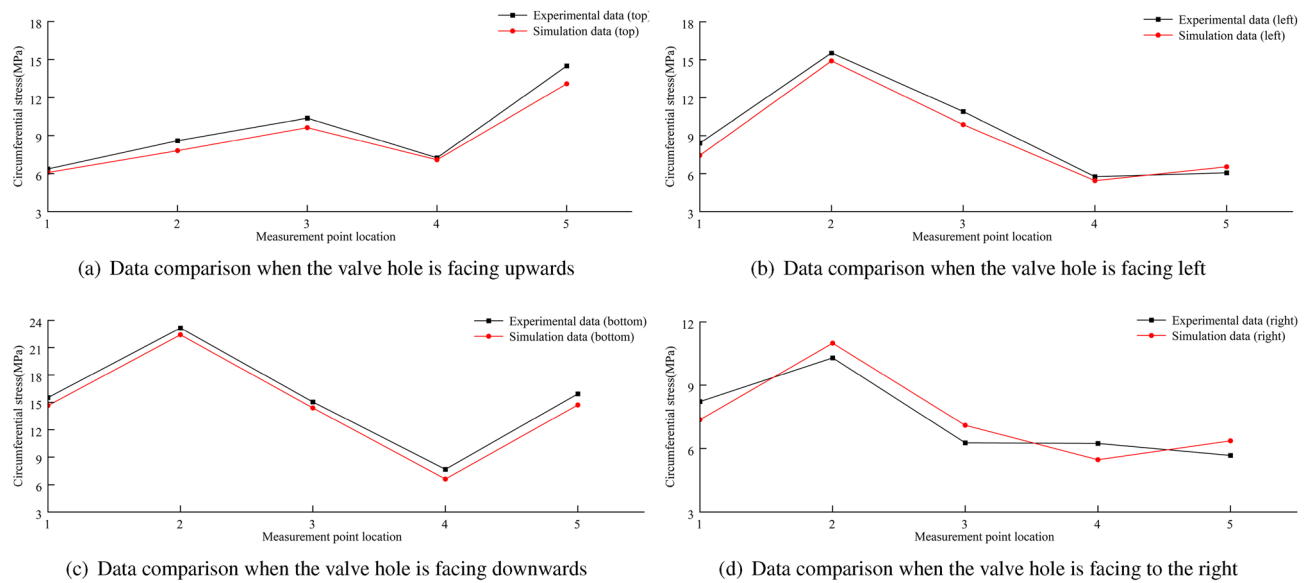 Experimental data (top)
Simulation data (top)
Circumferential stress(MPa)
18
15
12
9
6
3
1
2
3
4
5
Measurement point location
(a) Data comparison when the valve hole is facing upwards
Experimental data (left)
Simulation data (left)
Circumferential stress(MPa)
18
15
12
9
6
3
1
2
3
4
5
Measurement point location
(b) Data comparison when the valve hole is facing left
Experimental data (bottom)
Simulation data (bottom)
Circumferential stress(MPa)
24
21
18
15
12
9
6
3
1
2
3
4
5
Measurement point location
(c) Data comparison when the valve hole is facing downwards
Experimental data (right)
Simulation data (right)
Circumferential stress(MPa)
12
9
6
3
1
2
3
4
5
Measurement point location
(d) Data comparison when the valve hole is facing to the right